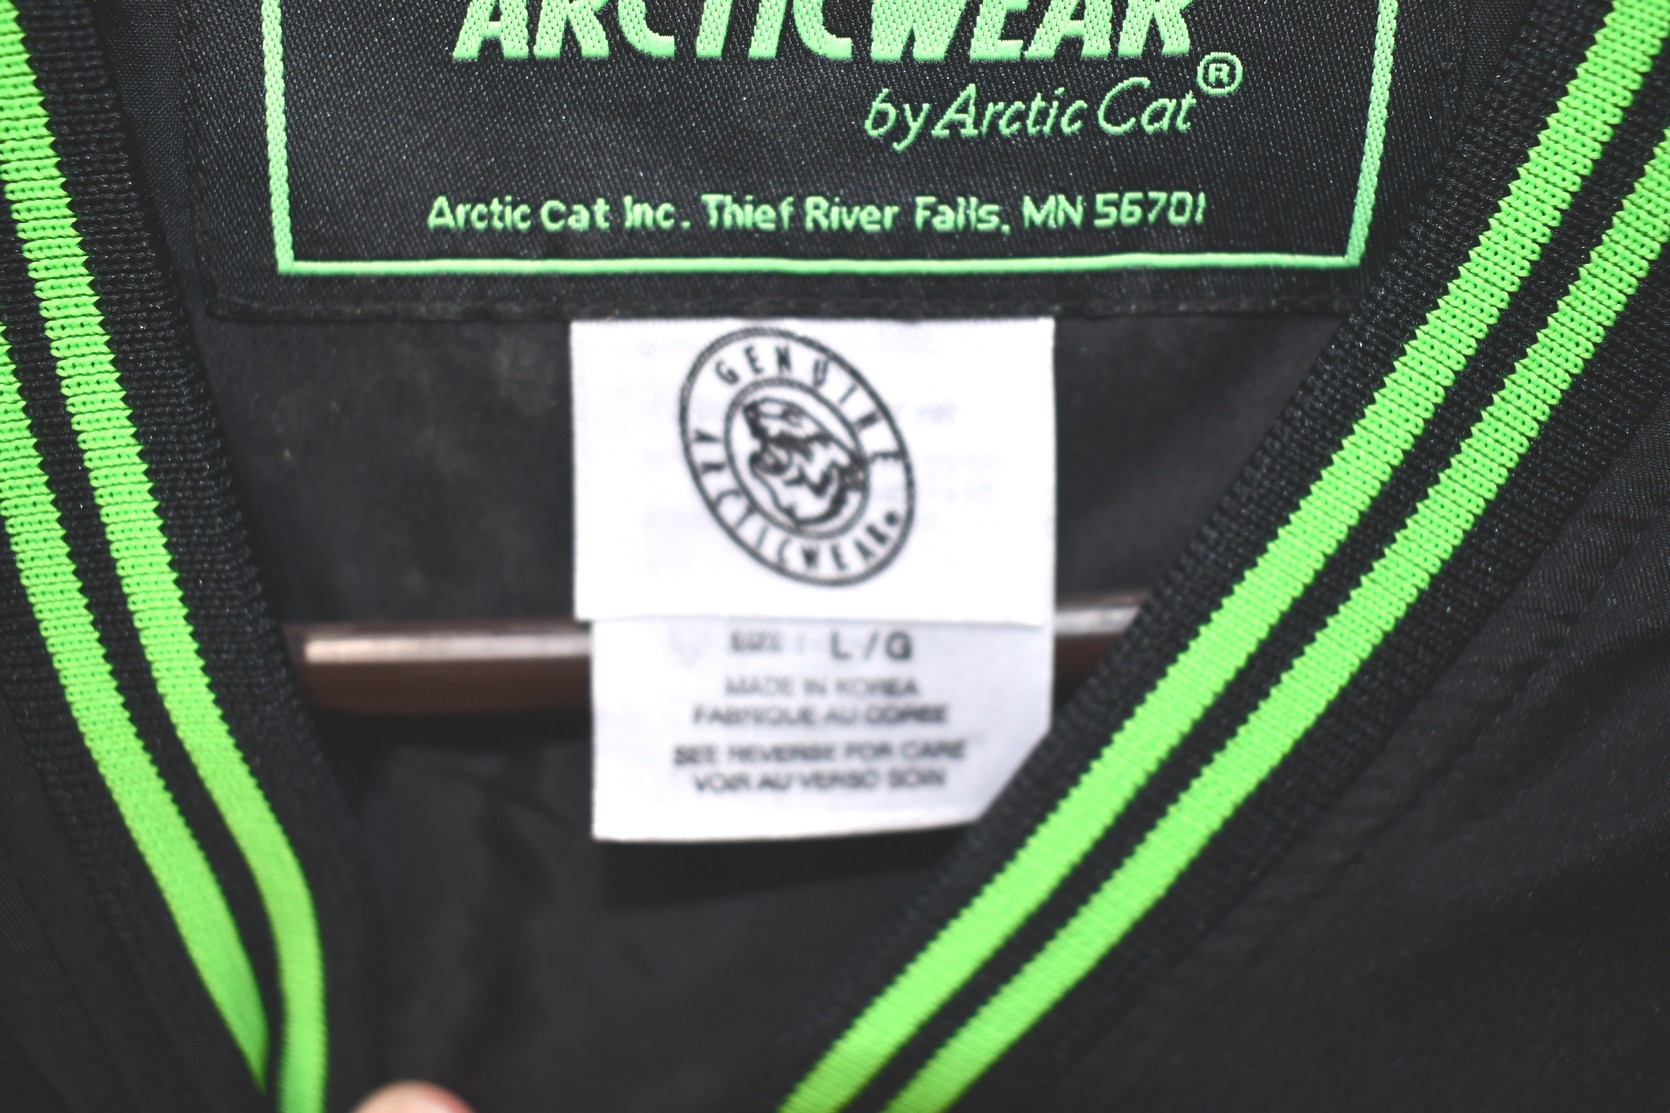 ARCTICWEAR
by Arctic Cat®
Arctic Cat Inc. Thief River Falls, MN 56701
GENUINE
ARCTICWEAR®
SIZE : L / G
MADE IN KOREA
FABRIQUE AU COREE
SEE REVERSE FOR CARE
VOIR AU VERSO SOIN